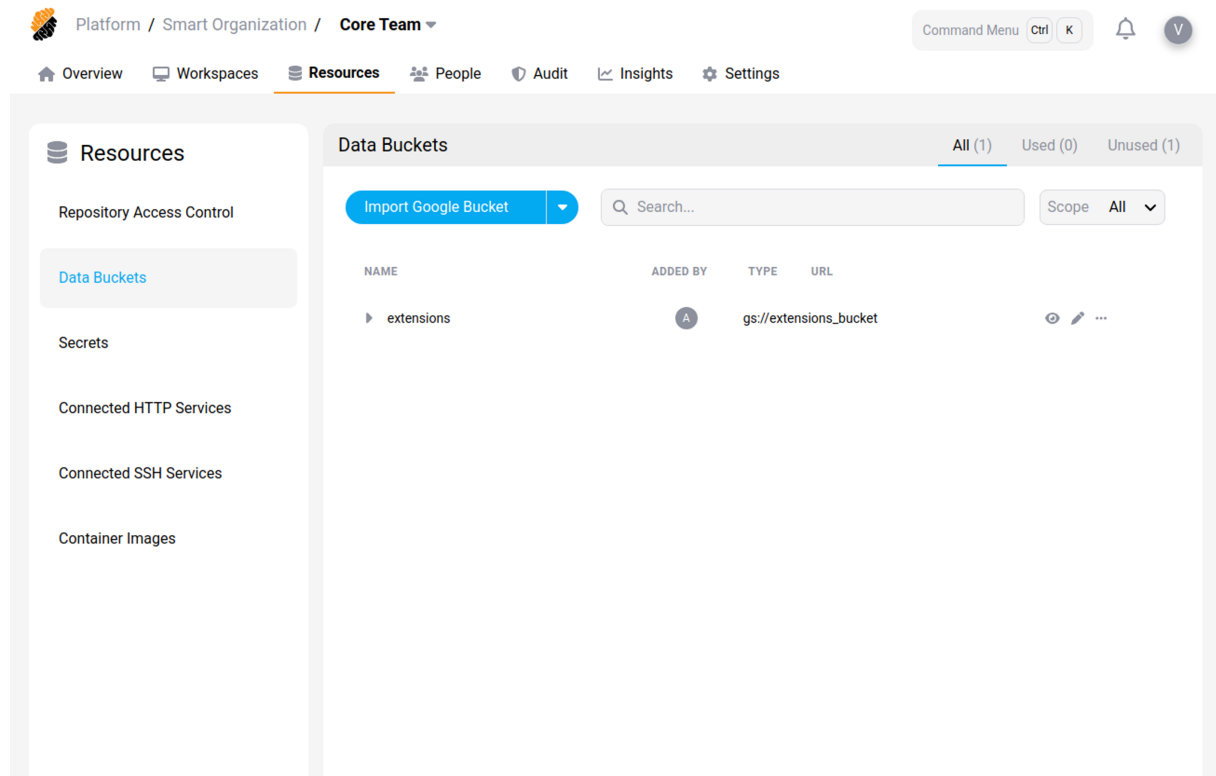 Platform / Smart Organization / Core Team
Command Menu Ctrl K
V
Overview Workspaces Resources People Audit Insights Settings
Resources
Repository Access Control
Data Buckets
Secrets
Connected HTTP Services
Connected SSH Services
Container Images
Data Buckets
All (1) Used (0) Unused (1)
Import Google Bucket
Search...
Scope All
NAME ADDED BY TYPE URL
extensions A gs://extensions_bucket